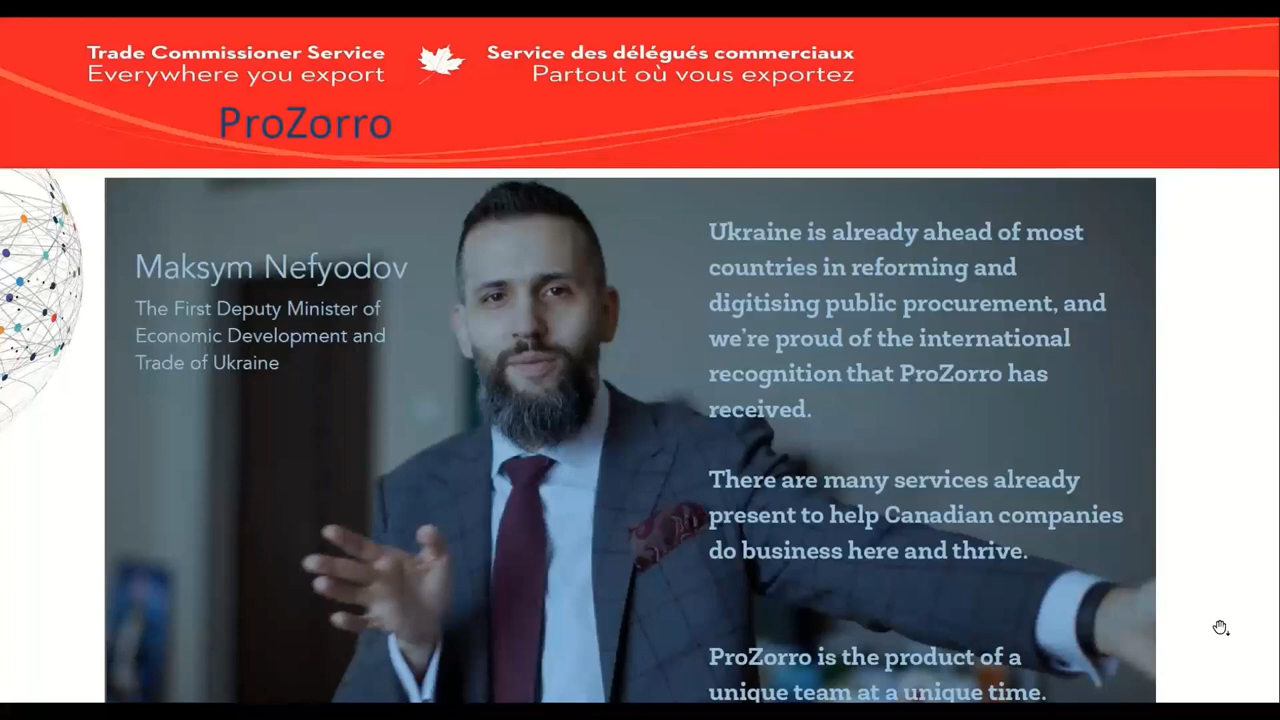 Trade Commissioner Service
Everywhere you export
Service des délégués commerciaux
Partout où vous exportez
ProZorro
Maksym Nefyodov
The First Deputy Minister of
Economic Development and
Trade of Ukraine
Ukraine is already ahead of most
countries in reforming and
digitising public procurement, and
we're proud of the international
recognition that ProZorro has
received.
There are many services already
present to help Canadian companies
do business here and thrive.
ProZorro is the product of a
unique team at a unique time.